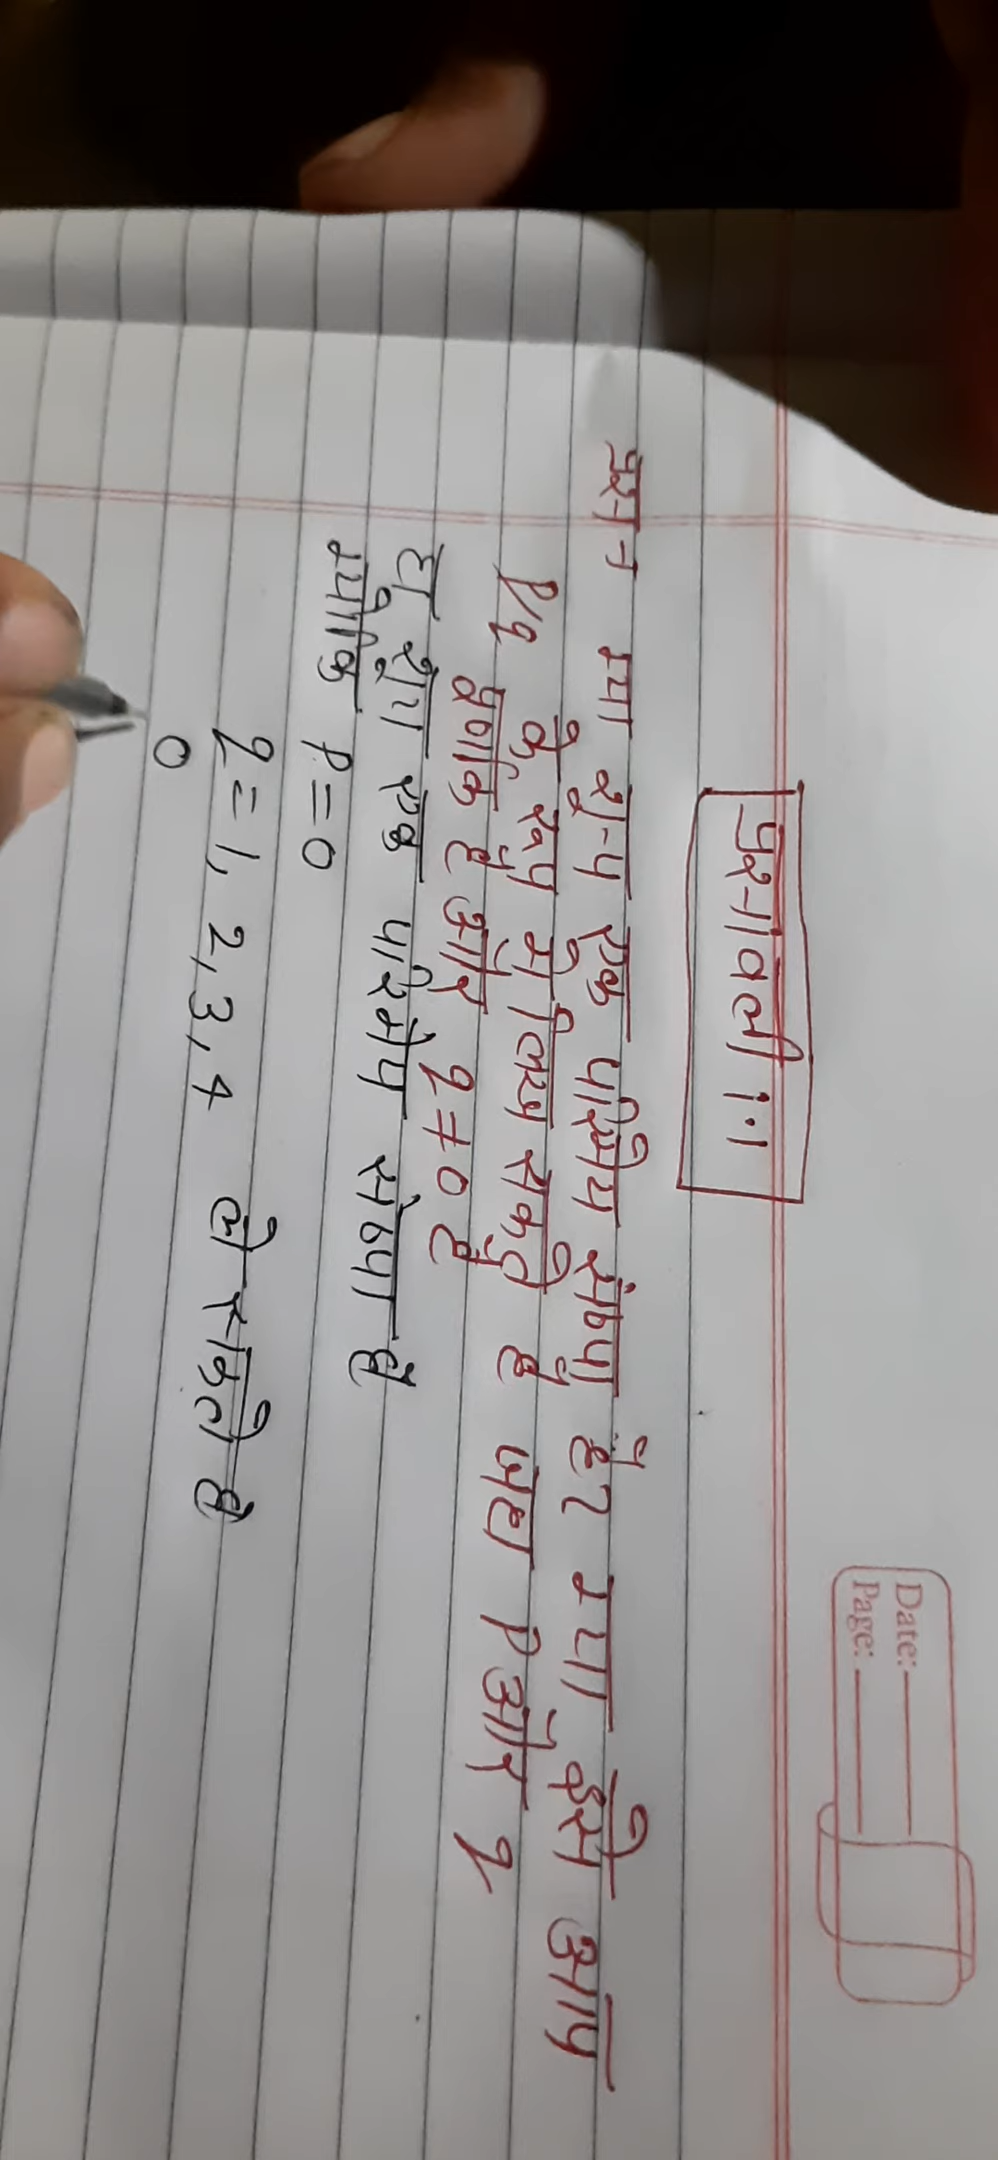 Date:
Page:
प्रश्नावली 1.1
प्रश्न क्या शून्य एक परिमेय संख्या है? क्या इसे आप
p/q के रूप में लिख सकते है जहा p और q
पूर्णांक है और q ≠ 0 है
हा शून्य एक परिमेय संख्या है
क्योंकि p = 0
q = 1, 2, 3, 4 ले सकते है
0